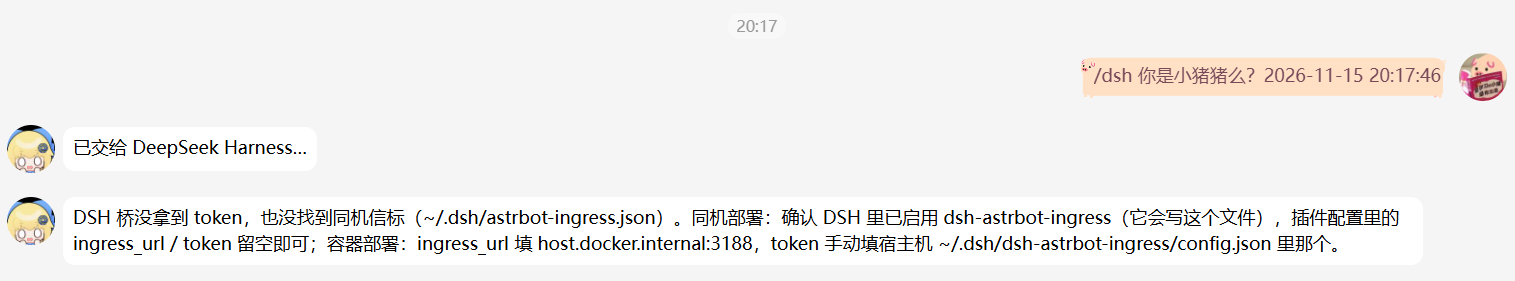 20:17
/dsh 你是小猪猪么？2026-11-15 20:17:46
已交给 DeepSeek Harness...
DSH 桥没拿到 token，也没找到同机信标（~/.dsh/astrbot-ingress.json）。同机部署：确认 DSH 里已启用 dsh-astrbot-ingress（它会写这个文件），插件配置里的
ingress_url / token 留空即可；容器部署：ingress_url 填 host.docker.internal:3188，token 手动填宿主机 ~/.dsh/dsh-astrbot-ingress/config.json 里那个。